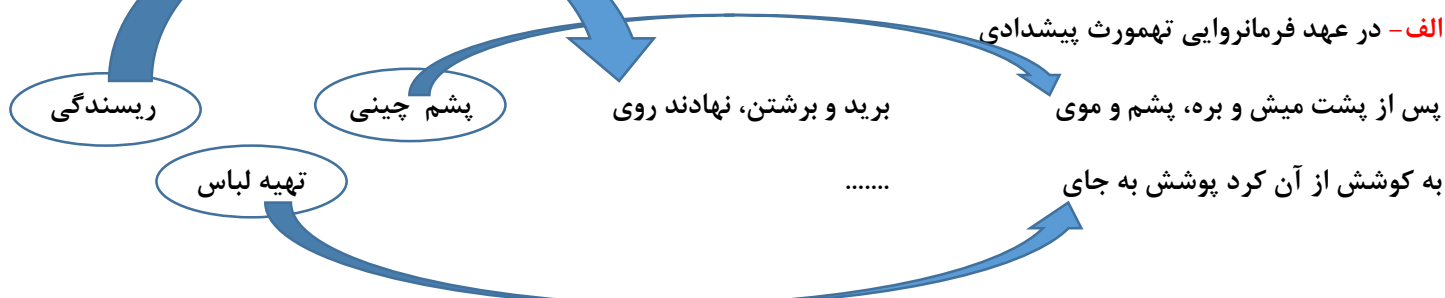 الف- در عهد فرمانروایی تهمورث پیشدادی
پس از پشت میش و بره، پشم و موی برید و برشتن، نهادند روی پشم چینی ریسندگی
به کوشش از آن کرد پوشش به جای ....... تهیه لباس